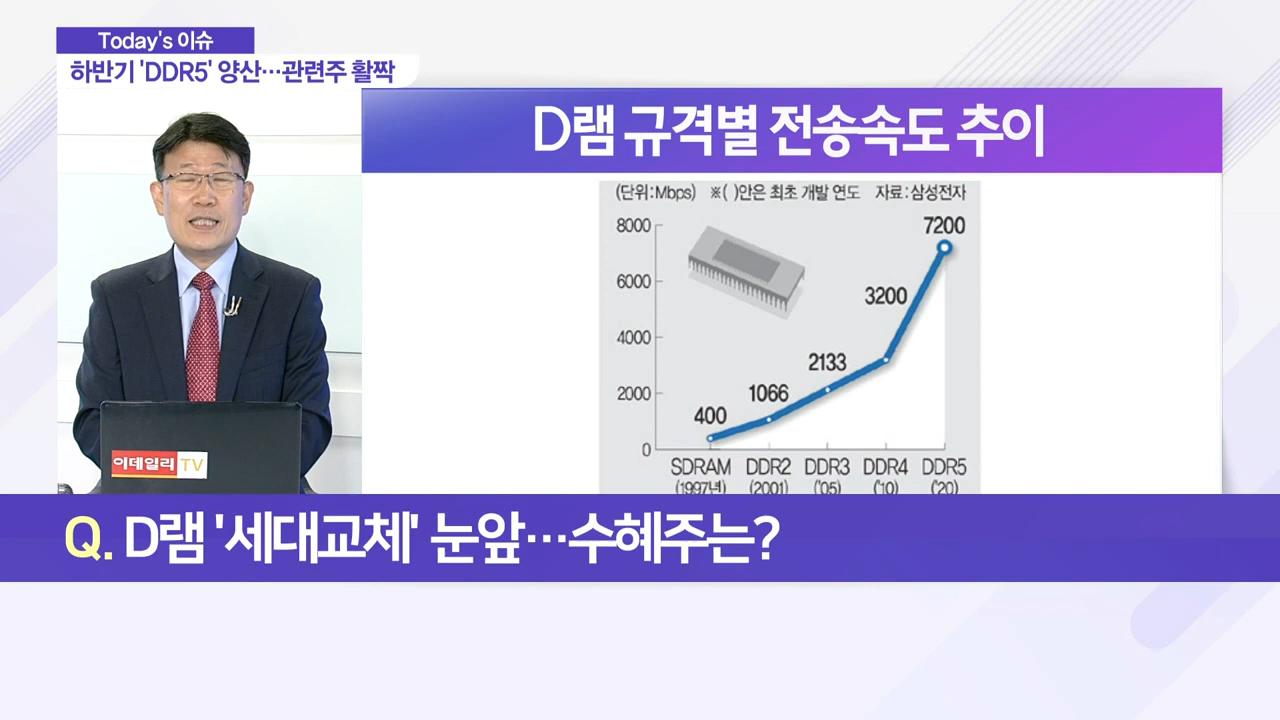 Today's 이슈
하반기 'DDR5' 양산…관련주 활짝
D램 규격별 전송속도 추이
(단위:Mbps) ※( )안은 최초 개발 연도 자료:삼성전자
8000
6000
4000
2000
0
400
1066
2133
3200
7200
SDRAM DDR2 DDR3 DDR4 DDR5
(1997년) (2001) ('05) ('10) ('20)
이데일리 TV
Q. D램 '세대교체' 눈앞…수혜주는?